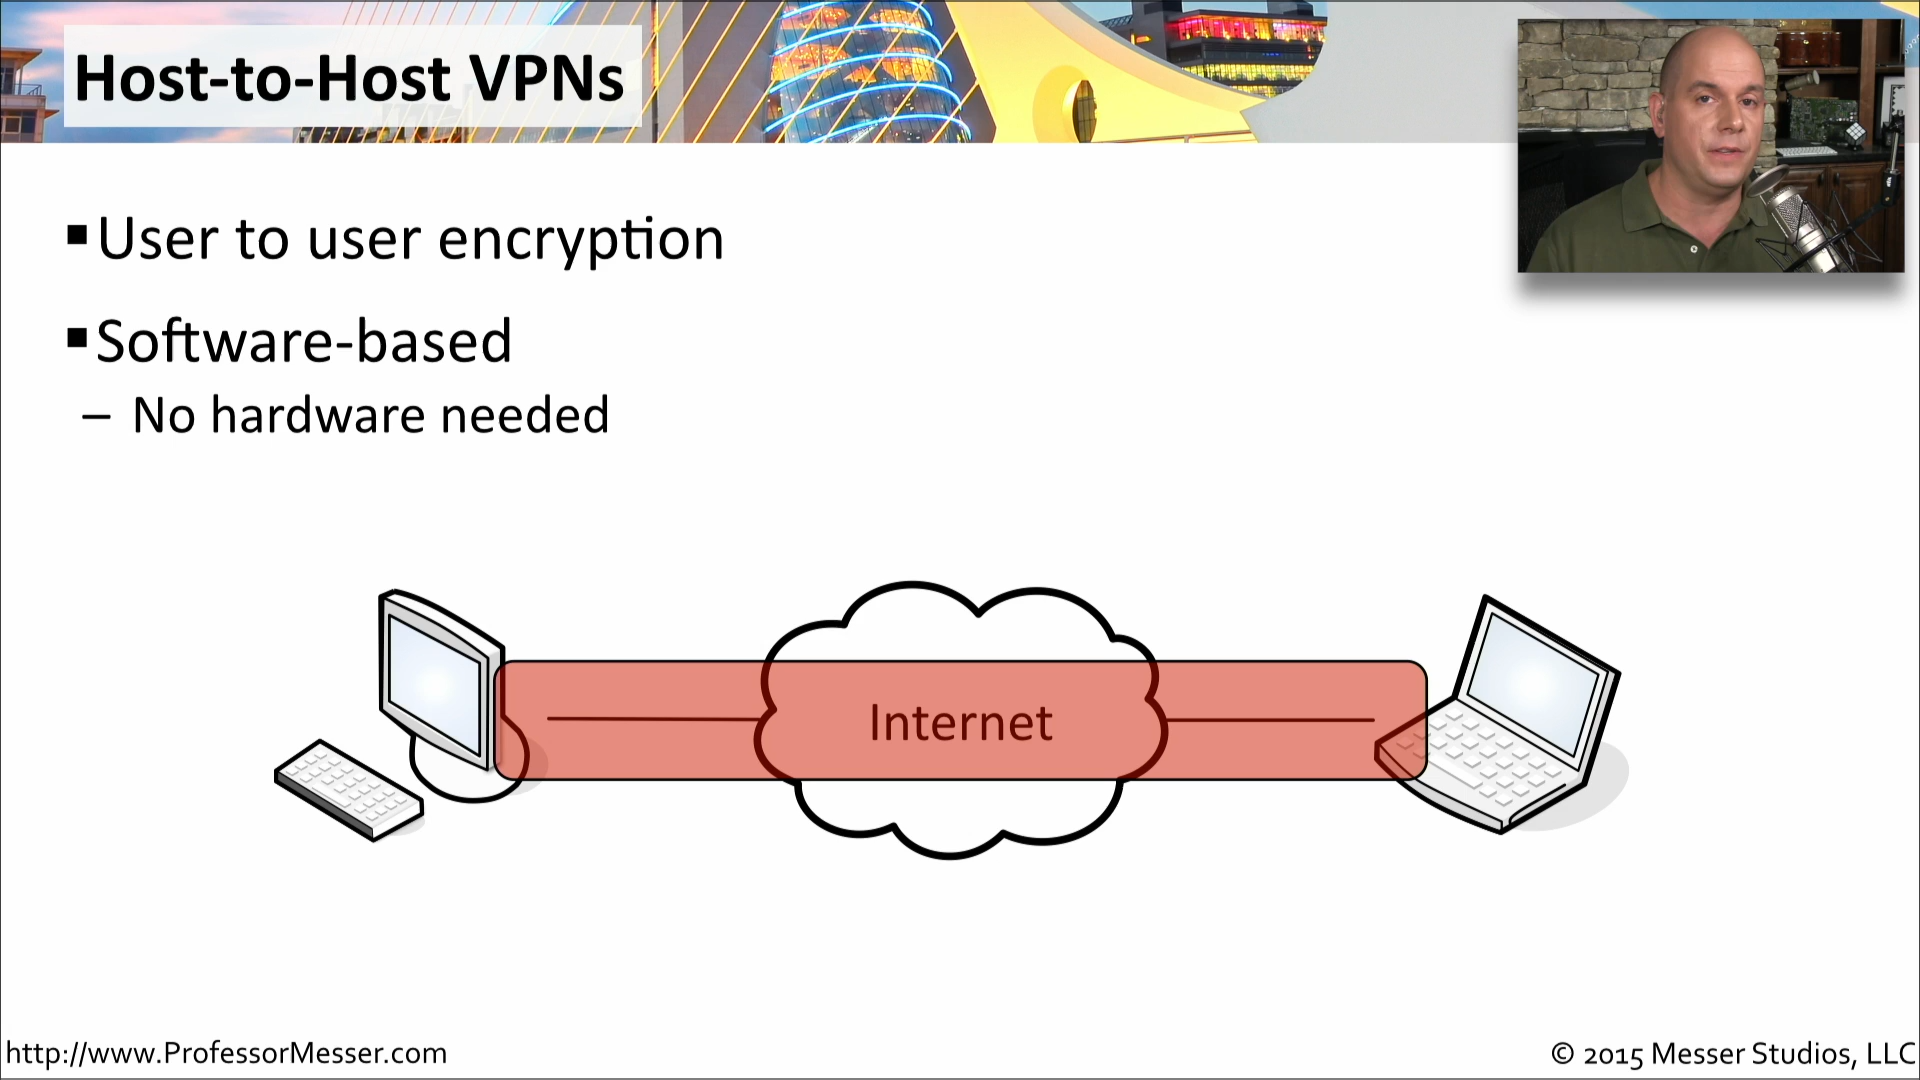 Host-to-Host VPNs
▪User to user encryption
▪Software-based
– No hardware needed
Internet
http://www.ProfessorMesser.com
© 2015 Messer Studios, LLC